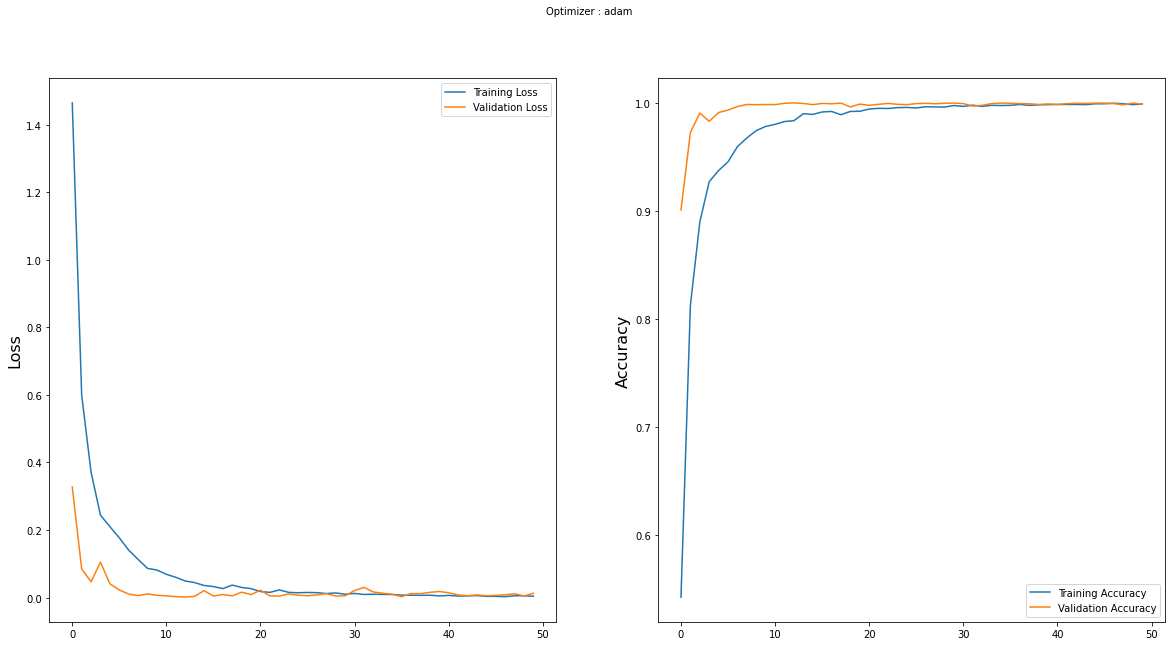 Optimizer : adam
Training Loss
Validation Loss
Loss
1.4
1.2
1.0
0.8
0.6
0.4
0.2
0.0
0 10 20 30 40 50
Accuracy
1.0
0.9
0.8
0.7
0.6
Training Accuracy
Validation Accuracy
0 10 20 30 40 50